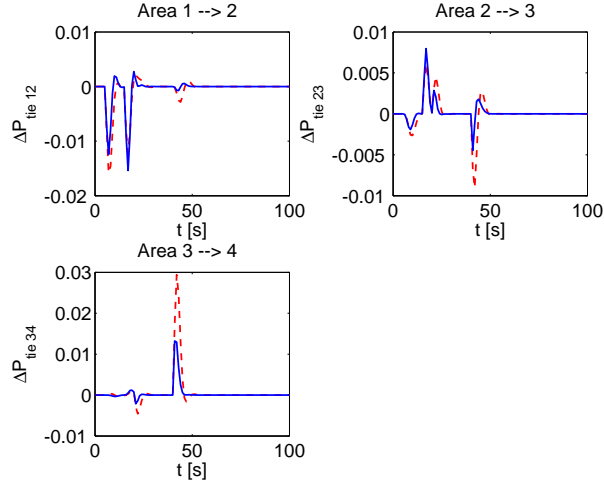 Area 1 --> 2
0.01
0
-0.01
-0.02
ΔP tie 12
0
50
100
t [s]
Area 2 --> 3
0.01
0.005
0
-0.005
-0.01
ΔP tie 23
0
50
100
t [s]
Area 3 --> 4
0.03
0.02
0.01
0
-0.01
ΔP tie 34
0
50
100
t [s]